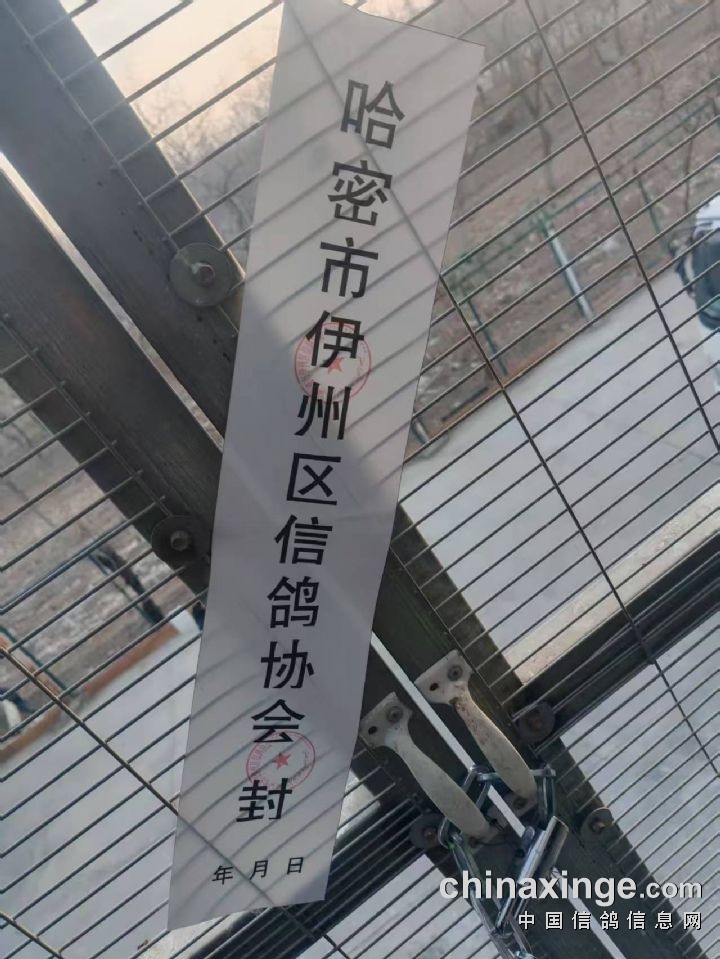 哈密市伊州区信鸽协会封
年 月 日
chinaxinge.com
中国信鸽信息网